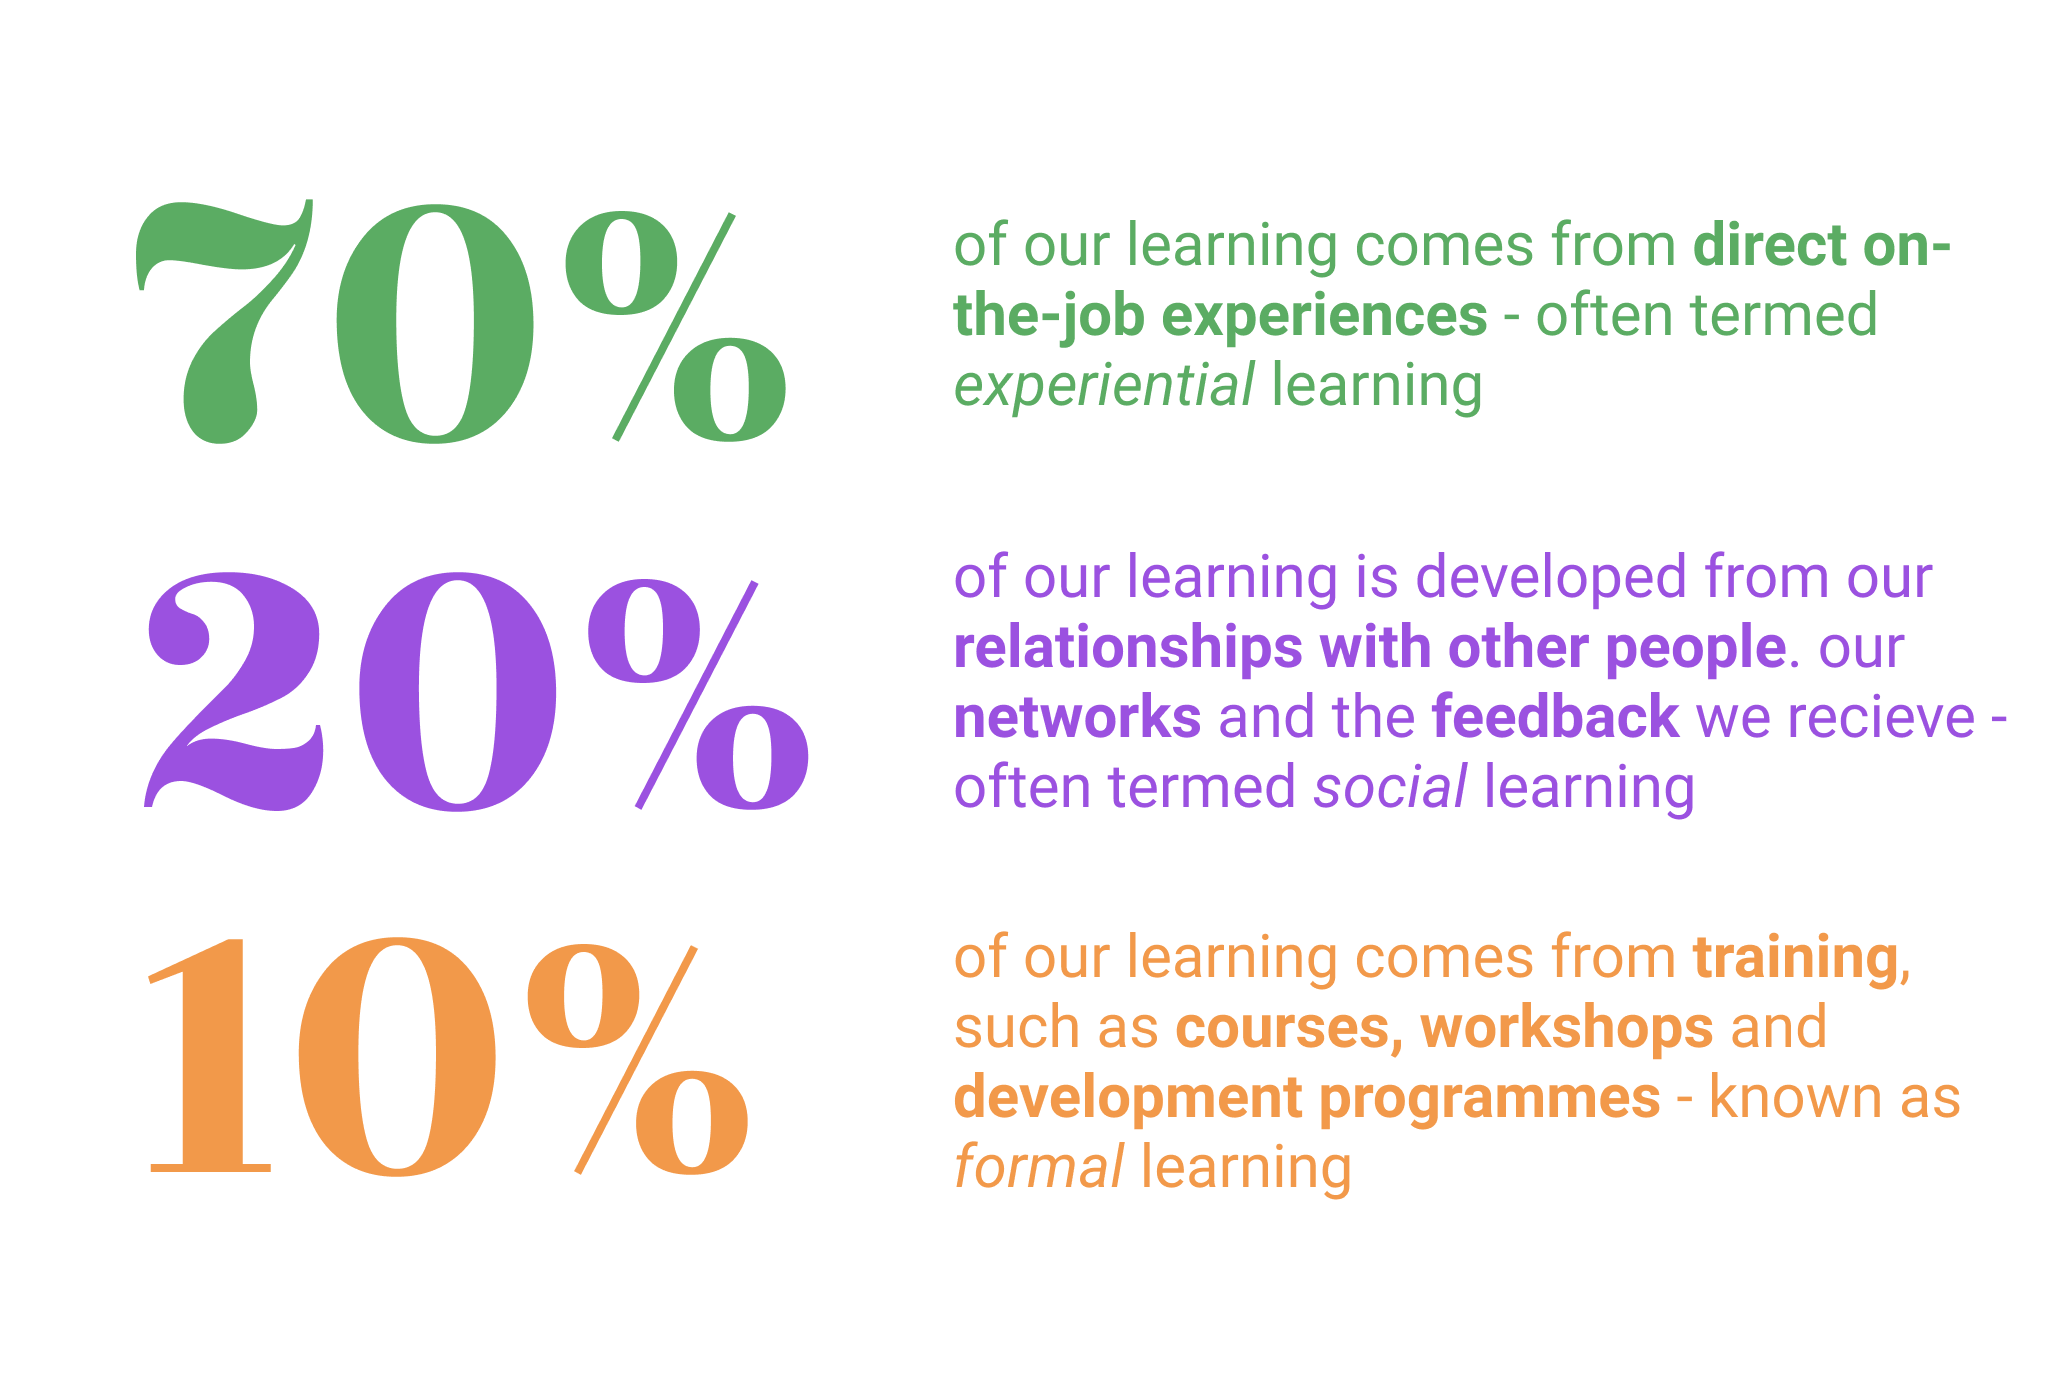 70%
of our learning comes from direct on-
the-job experiences - often termed
experiential learning
20%
of our learning is developed from our
relationships with other people. our
networks and the feedback we recieve -
often termed social learning
10%
of our learning comes from training,
such as courses, workshops and
development programmes - known as
formal learning